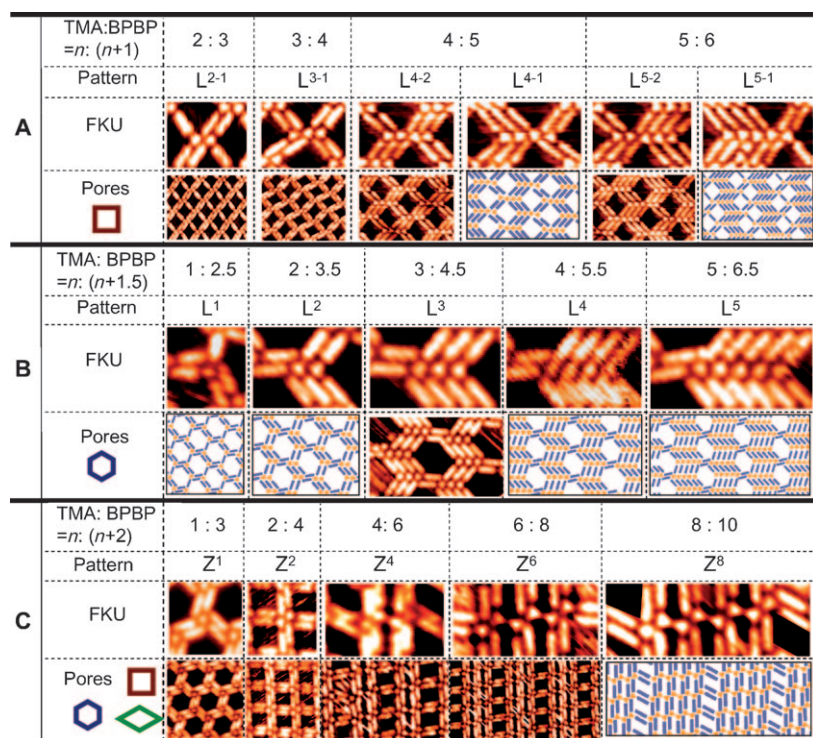 TMA:BPBP
=n: (n+1)
2 : 3
3 : 4
4 : 5
5 : 6
Pattern
L²⁻¹
L³⁻¹
L⁴⁻²
L⁴⁻¹
L⁵⁻²
L⁵⁻¹
A
FKU
Pores
TMA: BPBP
=n: (n+1.5)
1 : 2.5
2 : 3.5
3 : 4.5
4 : 5.5
5 : 6.5
Pattern
L¹
L²
L³
L⁴
L⁵
B
FKU
Pores
TMA: BPBP
=n: (n+2)
1 : 3
2 : 4
4: 6
6 : 8
8 : 10
Pattern
Z¹
Z²
Z⁴
Z⁶
Z⁸
C
FKU
Pores